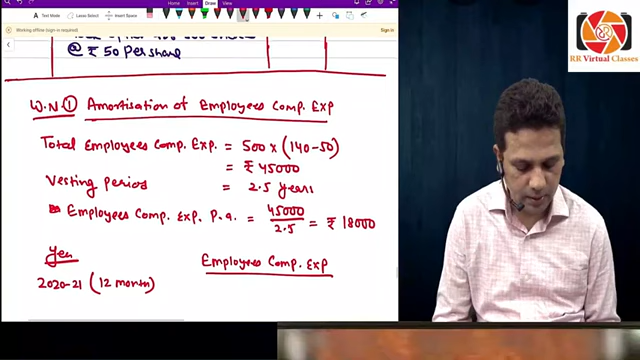 File Home Insert Draw View Help
Text Mode Lasso Select Insert Space
Working offline (sign in required) Sign in
@ ₹ 50 Per share
RR Virtual Classes
W.N ① Amortisation of Employees Comp. Exp
Total Employees Comp. Exp. = 500 × (140-50)
= ₹ 45000
Vesting Period = 2.5 years
Employees Comp. Exp. P.a. = 45000 / 2.5 = ₹ 18000
Year Employees Comp. Exp
2020-21 (12 month)